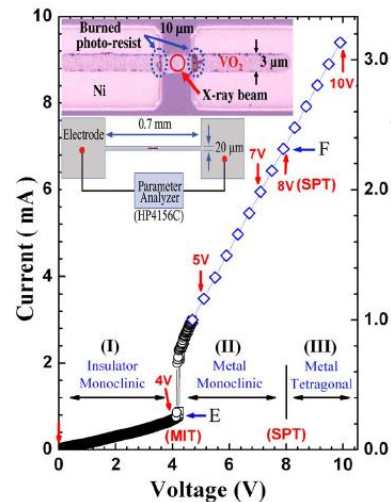 10
8
6
4
2
0
Current ( mA)
Burned
photo-resist
10 μm
VO2
3 μm
Ni
X-ray beam
Electrode
0.7 mm
20 μm
Parameter
Analyzer
(HP4156C)
10V
F
7V
8V (SPT)
5V
(I)
(II)
(III)
Insulator
Monoclinic
Metal
Monoclinic
Metal
Tetragonal
4V
E
(MIT)
(SPT)
3.0
2.0
1.0
0.0
0
2
4
6
8
10
Voltage (V)